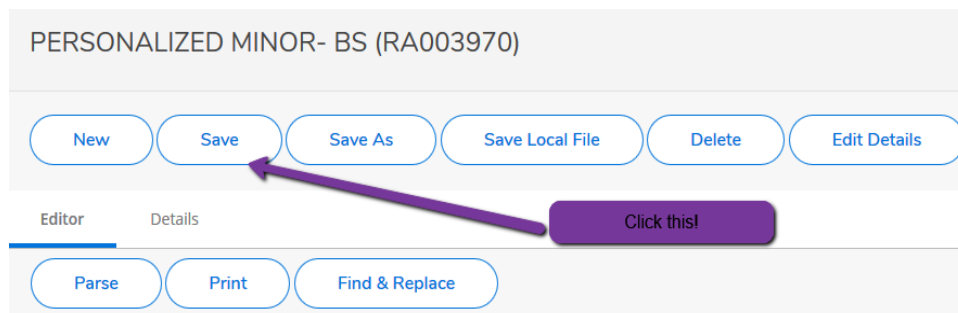 PERSONALIZED MINOR- BS (RA003970)
New Save Save As Save Local File Delete Edit Details
Editor Details
Click this!
Parse Print Find & Replace